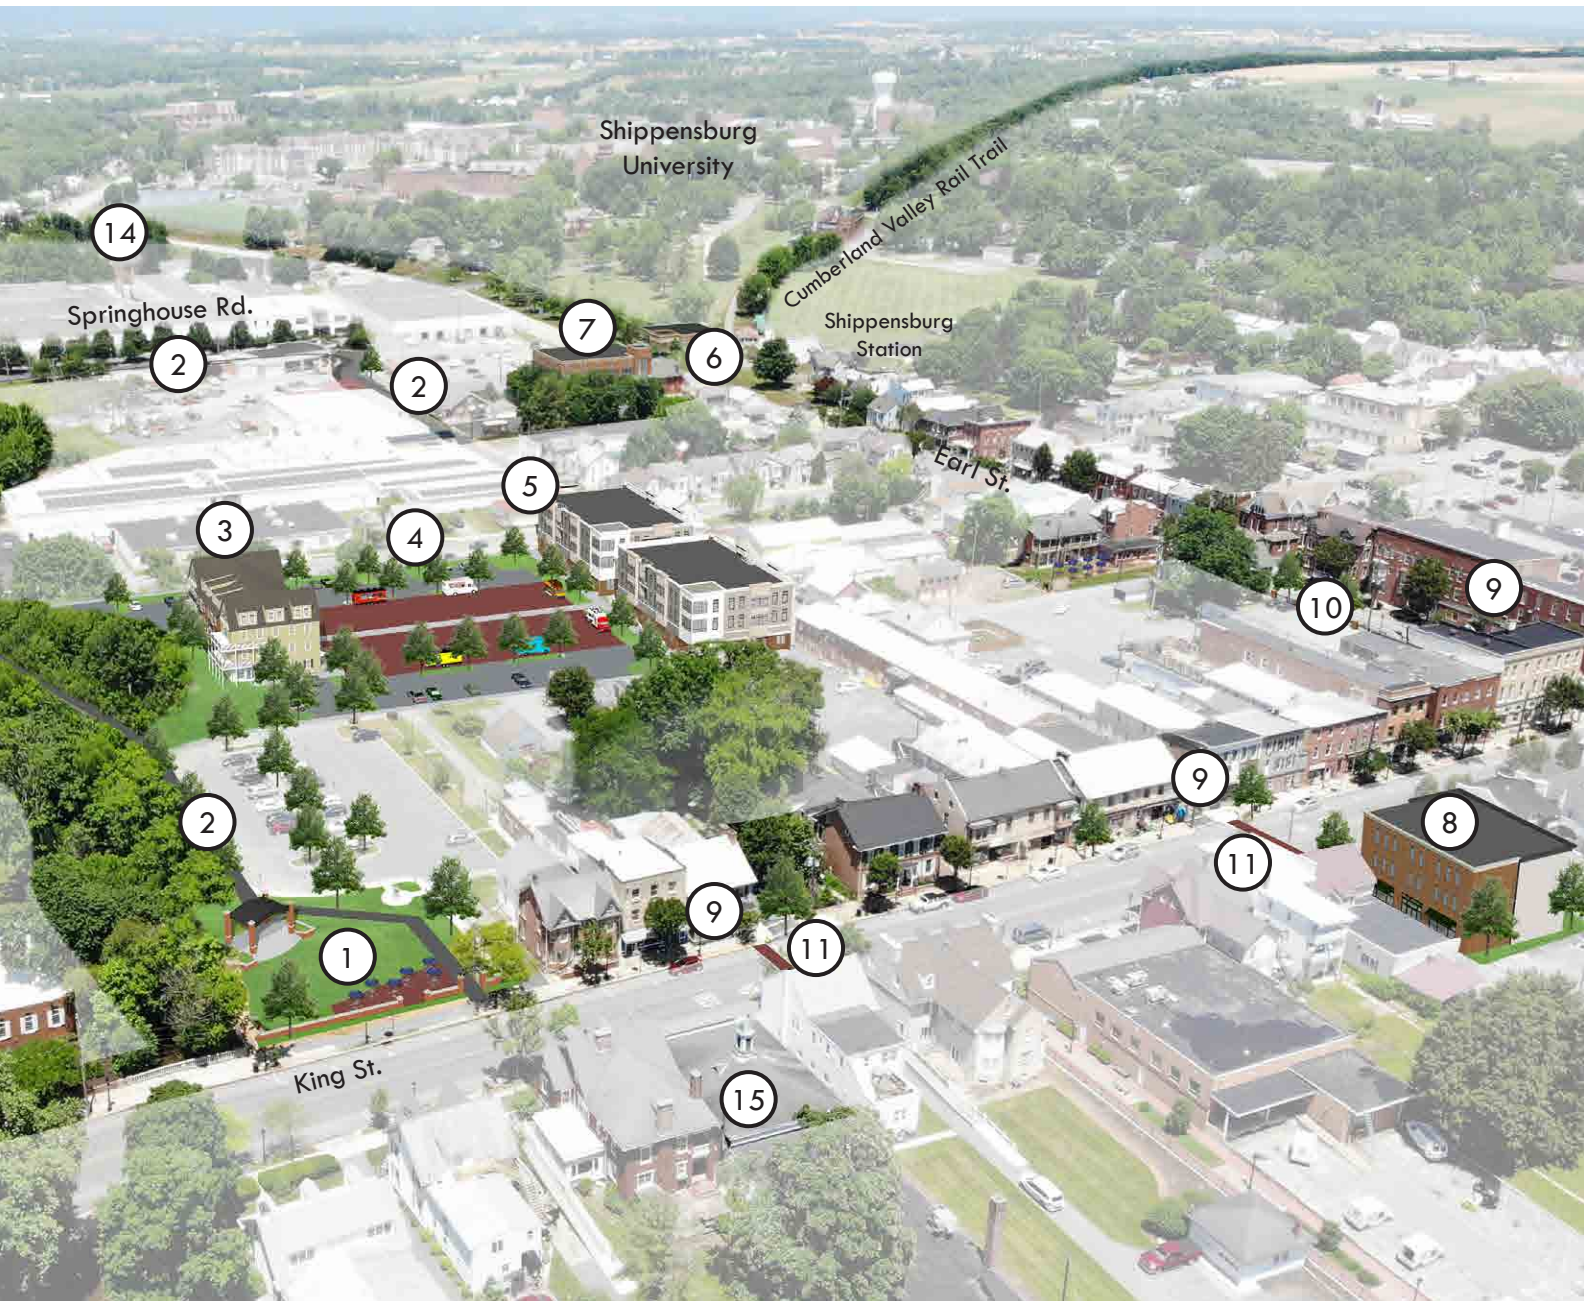 Shippensburg
University
Cumberland Valley Rail Trail
14
Springhouse Rd.
2
2
7
6
Shippensburg
Station
Earl St.
5
3
4
9
10
9
8
2
11
9
11
1
King St.
15